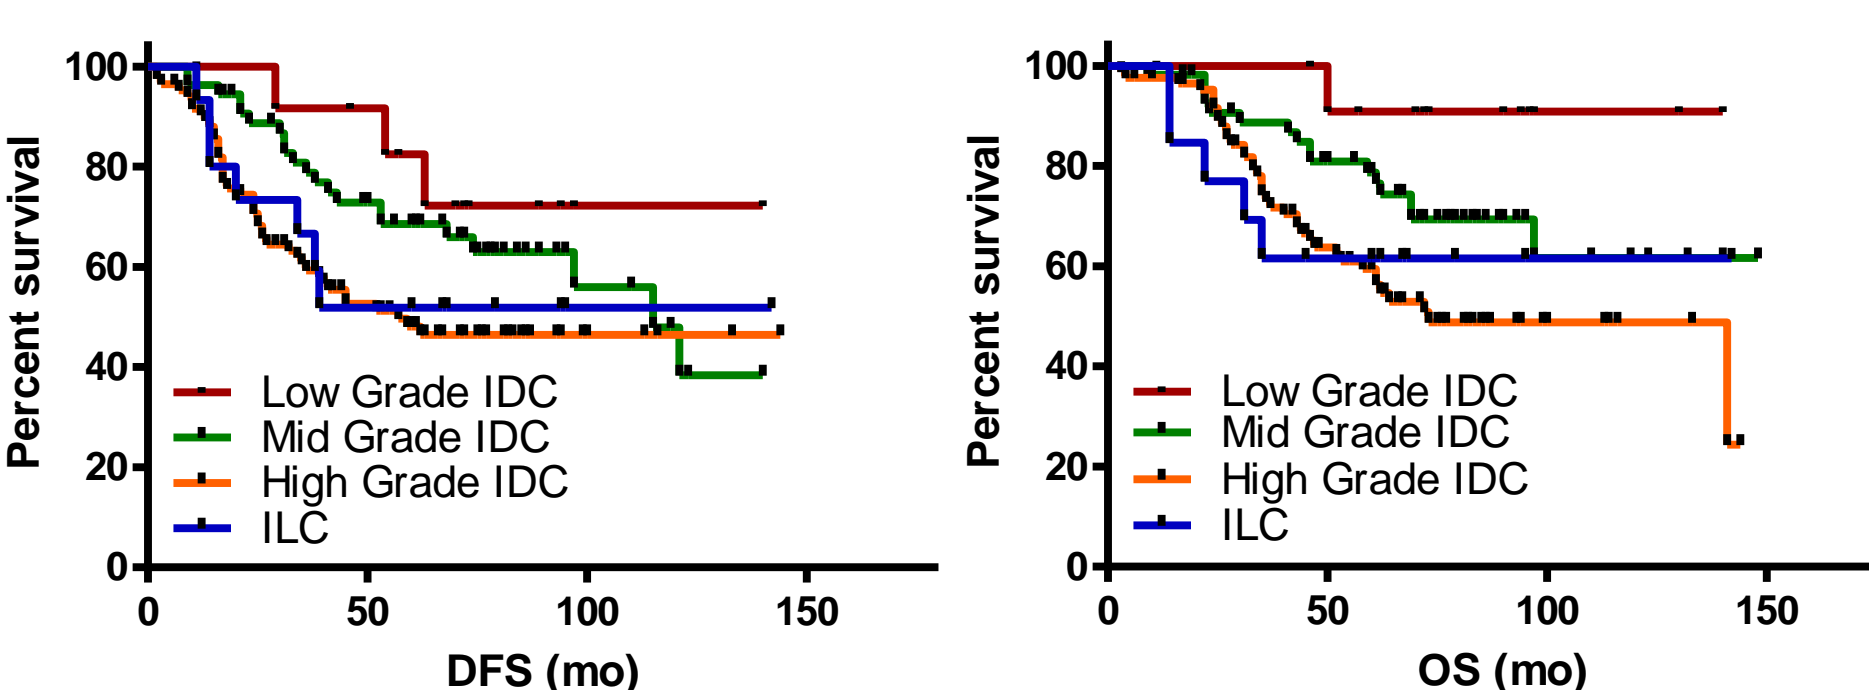 Percent survival
100
80
60
40
20
0
Low Grade IDC
Mid Grade IDC
High Grade IDC
ILC
0 50 100 150
DFS (mo)
Percent survival
100
80
60
40
20
0
Low Grade IDC
Mid Grade IDC
High Grade IDC
ILC
0 50 100 150
OS (mo)